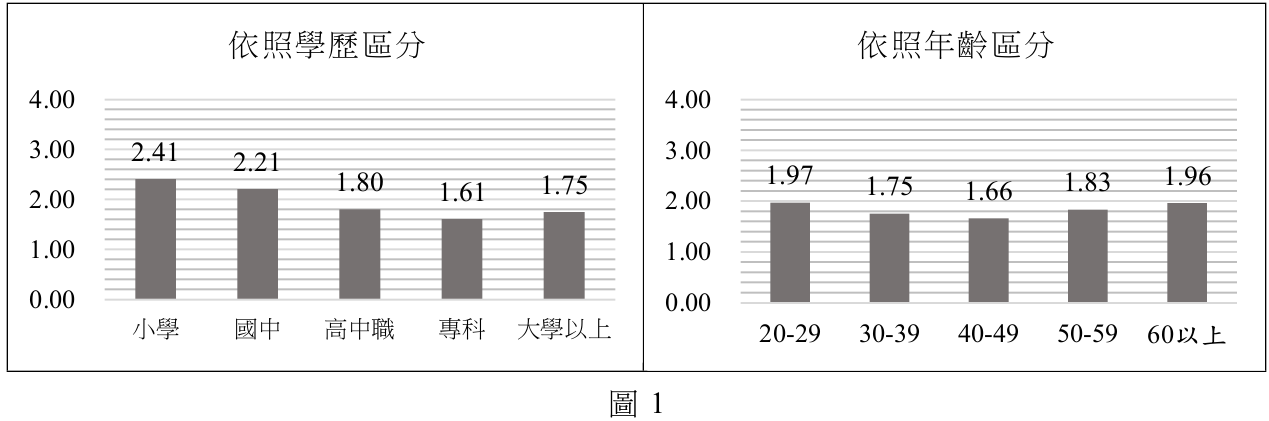 依照學歷區分
4.00
3.00
2.00
1.00
0.00
2.41
2.21
1.80
1.61
1.75
小學
國中
高中職
專科
大學以上
依照年齡區分
4.00
3.00
2.00
1.00
0.00
1.97
1.75
1.66
1.83
1.96
20-29
30-39
40-49
50-59
60以上
圖 1